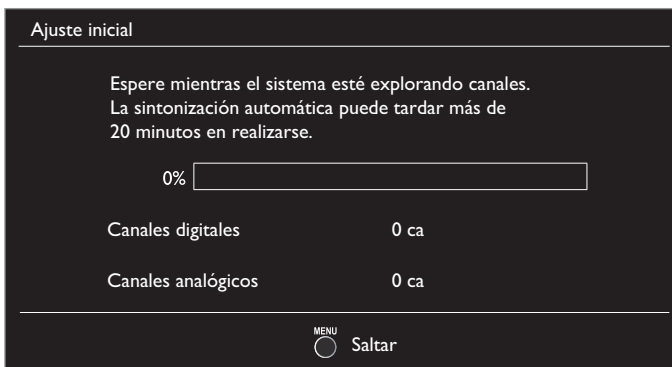 Ajuste inicial
Espere mientras el sistema esté explorando canales.
La sintonización automática puede tardar más de
20 minutos en realizarse.
0%
Canales digitales 0 ca
Canales analógicos 0 ca
MENU Saltar